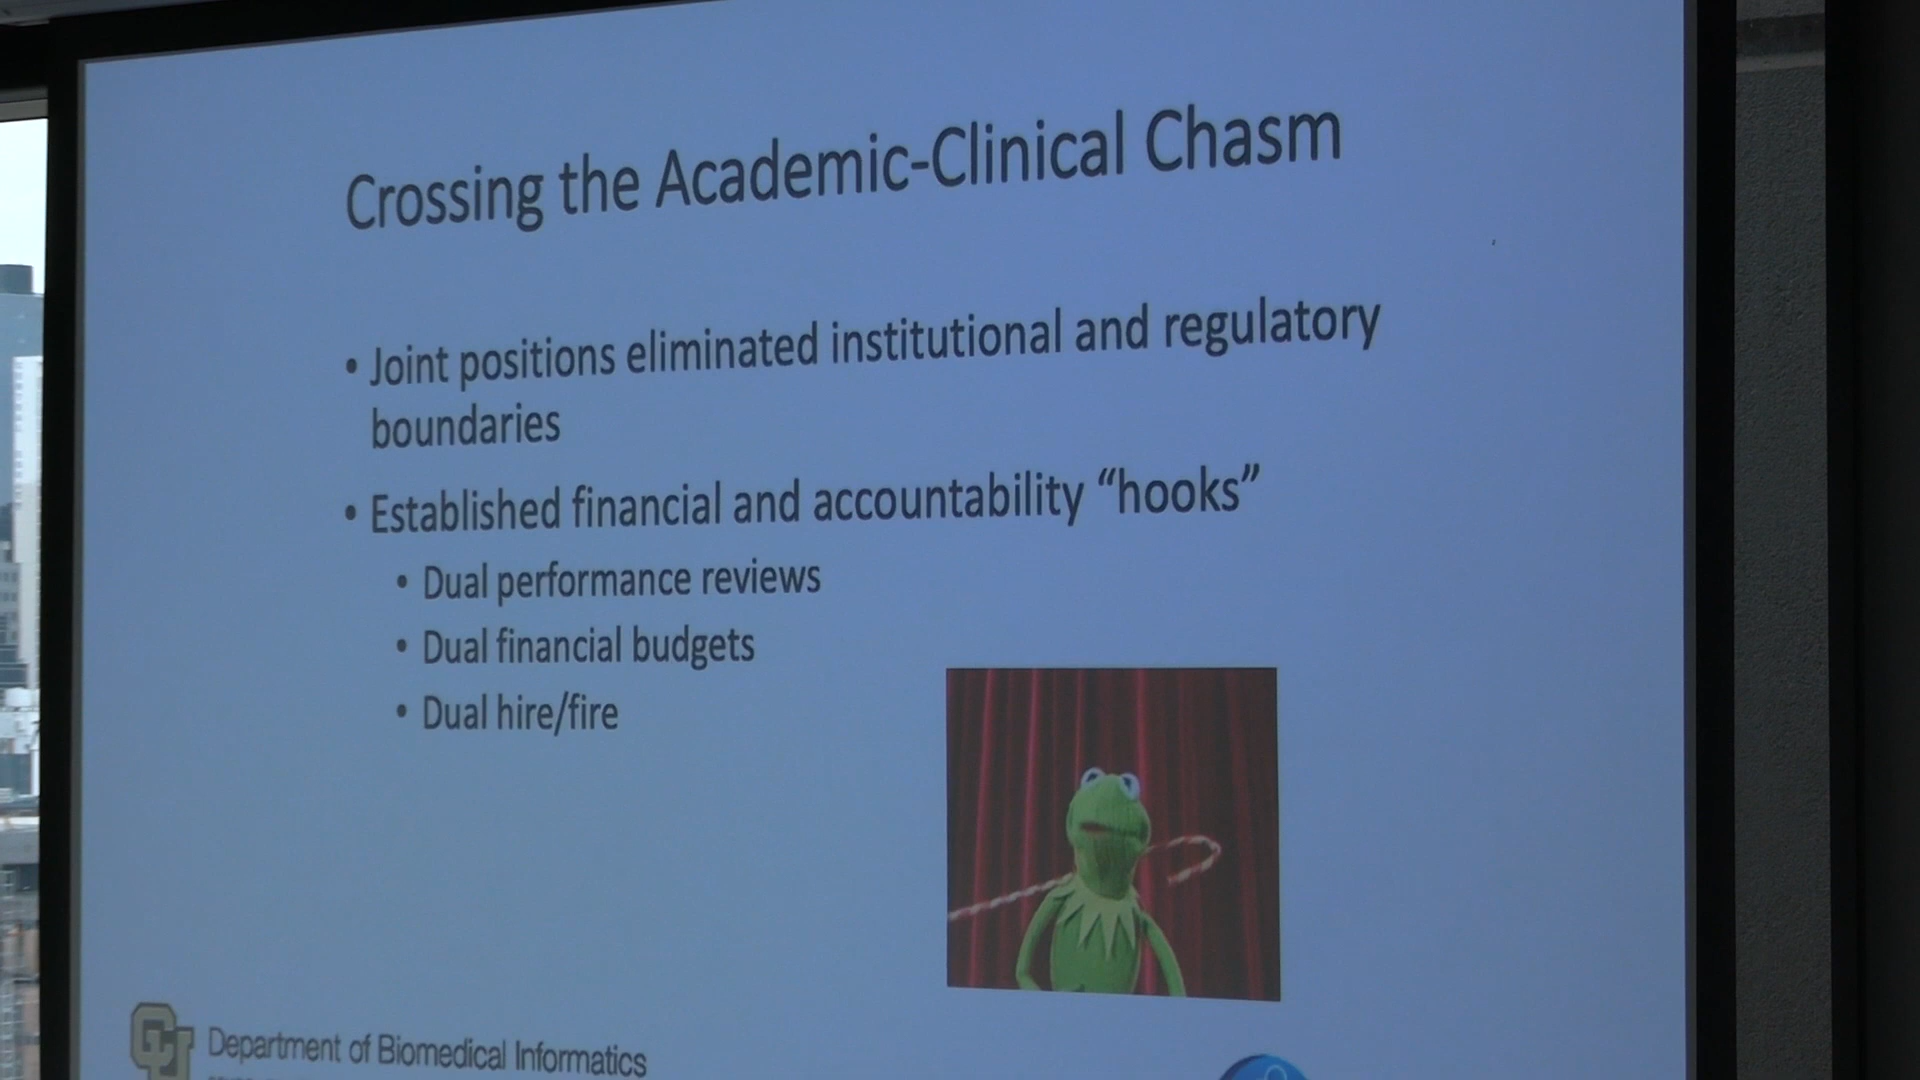 Crossing the Academic-Clinical Chasm
• Joint positions eliminated institutional and regulatory
boundaries
• Established financial and accountability “hooks”
• Dual performance reviews
• Dual financial budgets
• Dual hire/fire
CU
Department of Biomedical Informatics